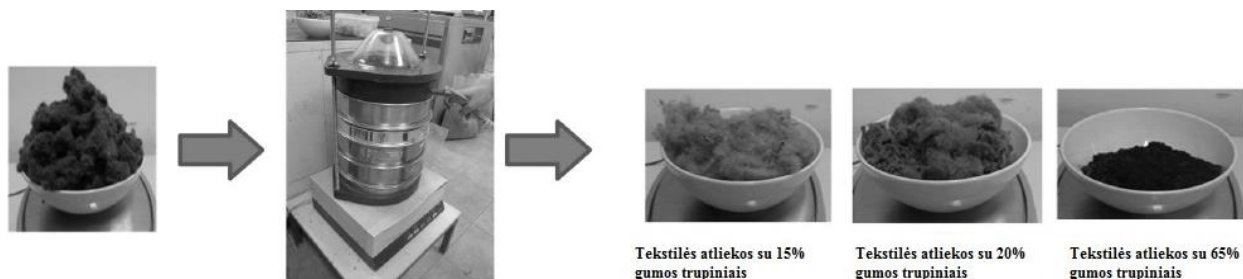 Tekstilės atliekos su 15%
gumos trupiniais
Tekstilės atliekos su 20%
gumos trupiniais
Tekstilės atliekos su 65%
gumos trupiniais